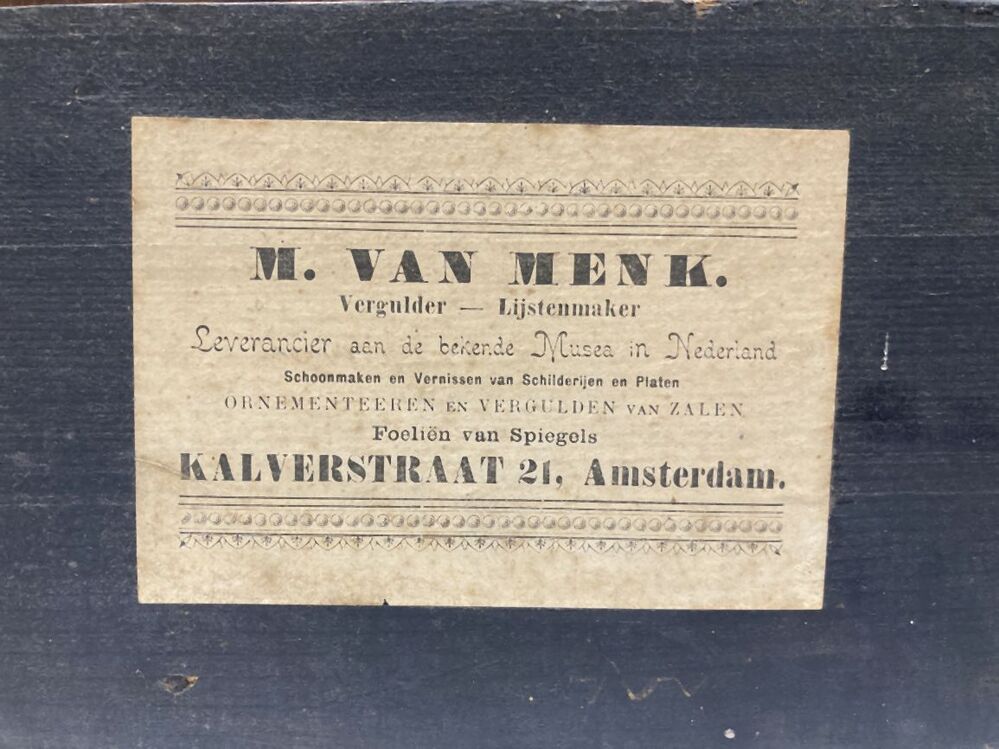 M. VAN MENK.
Vergulder — Lijstenmaker
Leverancier aan de bekende Musea in Nederland
Schoonmaken en Vernissen van Schilderijen en Platen
ORNEMENTEEREN EN VERGULDEN VAN ZALEN
Foeliën van Spiegels
KALVERSTRAAT 21, Amsterdam.